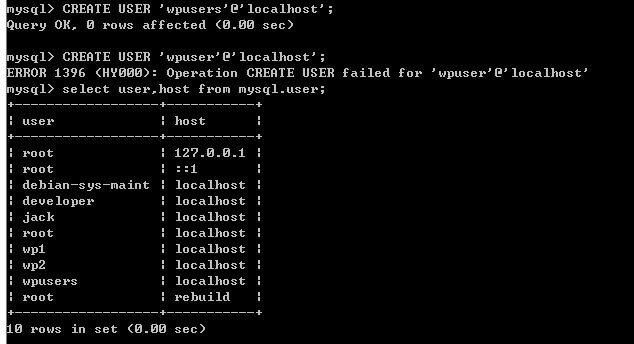 mysql> CREATE USER 'wpusers'@'localhost';
Query OK, 0 rows affected (0.00 sec)
mysql> CREATE USER 'wpuser'@'localhost';
ERROR 1396 (HY000): Operation CREATE USER failed for 'wpuser'@'localhost'
mysql> select user,host from mysql.user;
+------------------+-----------+
| user             | host      |
+------------------+-----------+
| root             | 127.0.0.1 |
| root             | ::1       |
| debian-sys-maint | localhost |
| developer        | localhost |
| jack             | localhost |
| root             | localhost |
| wp1              | localhost |
| wp2              | localhost |
| wpusers          | localhost |
| root             | rebuild   |
+------------------+-----------+
10 rows in set (0.00 sec)